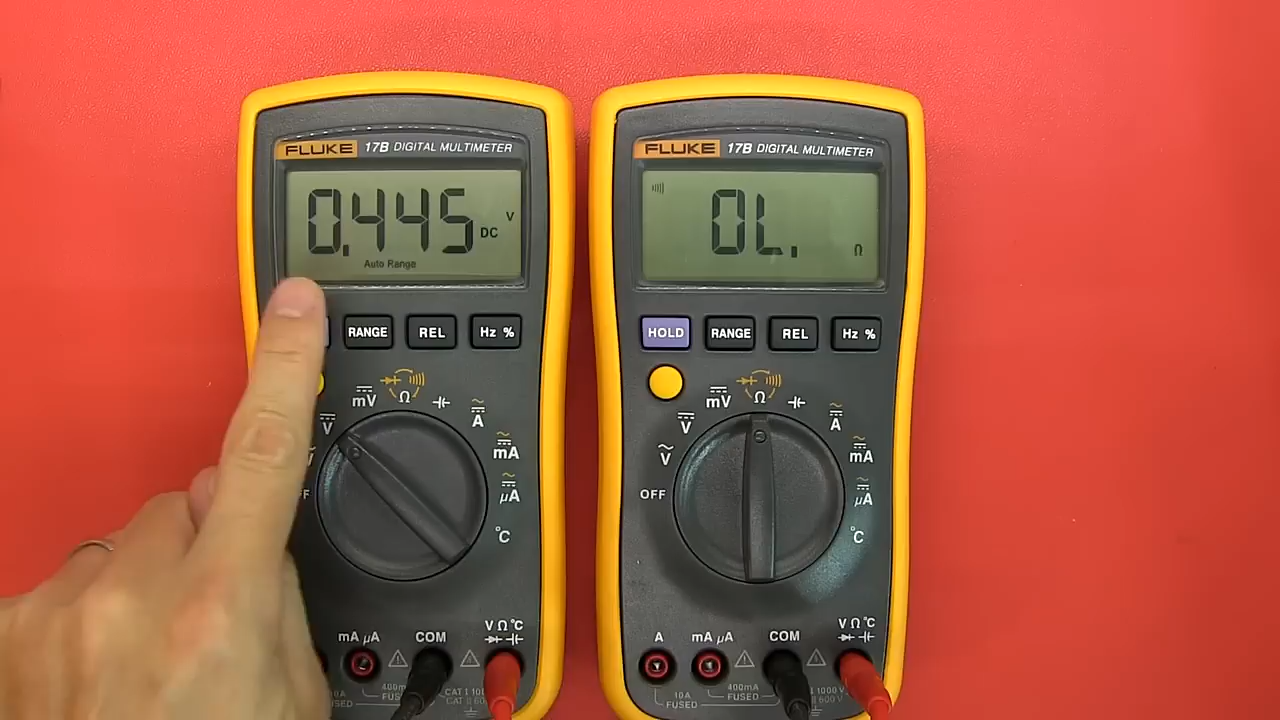 FLUKE 17B DIGITAL MULTIMETER
0.445 DC V
Auto Range
RANGE REL Hz %
mV Ω A
V mA
V µA
°C
mA µA COM V Ω °C
400mA FUSED
FLUKE 17B DIGITAL MULTIMETER
OL. Ω
HOLD RANGE REL Hz %
mV Ω A
V mA
V µA
OFF
°C
A mA µA COM V Ω °C
10A FUSED
400mA FUSED